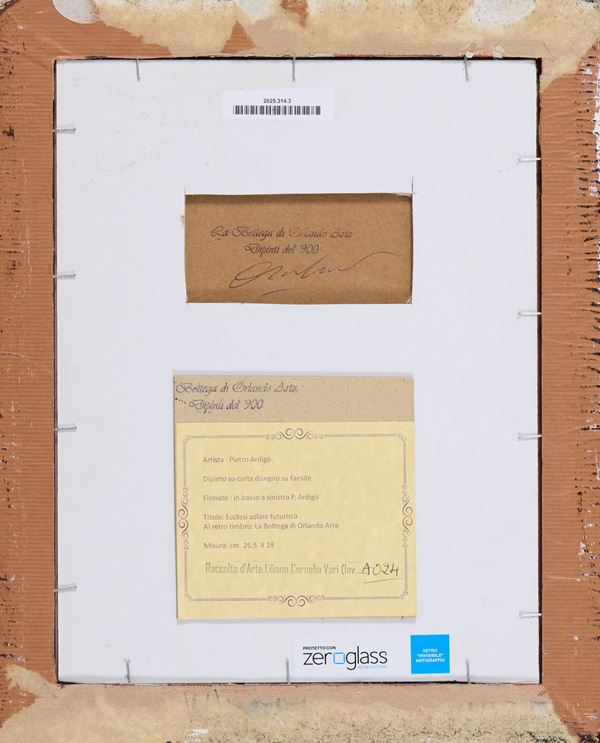 2025.314.3
La Bottega di Orlando Arte
Dipinti del '900
Bottega di Orlando Arte
Dipinti del '900
Artista : Pietro Ardigò
Dipinto su carta disegno su faesite
Firmato : in basso a sinistra P. Ardigò
Titolo: Ecclissi solare futurista
Al retro timbro: La Bottega di Orlando Arte
Misura: cm. 26,5 X 19
Raccolta d'Arte Liliana Cornelia Vari (Inv... A024
PROTETTO CON
zeroglass
VETRO
"INVISIBILE"
ANTIGRAFFIO